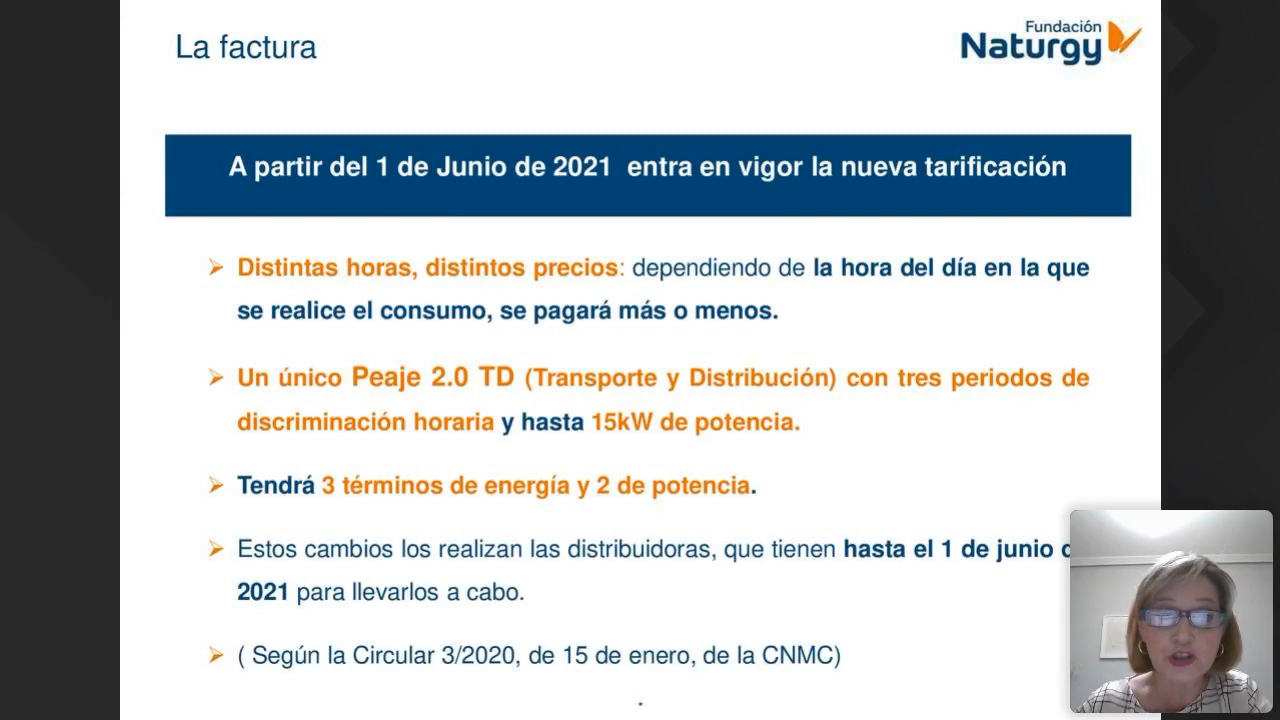 La factura
Fundación
Naturgy
A partir del 1 de Junio de 2021 entra en vigor la nueva tarificación
➢ Distintas horas, distintos precios: dependiendo de la hora del día en la que
se realice el consumo, se pagará más o menos.
➢ Un único Peaje 2.0 TD (Transporte y Distribución) con tres periodos de
discriminación horaria y hasta 15kW de potencia.
➢ Tendrá 3 términos de energía y 2 de potencia.
➢ Estos cambios los realizan las distribuidoras, que tienen hasta el 1 de junio
2021 para llevarlos a cabo.
➢ ( Según la Circular 3/2020, de 15 de enero, de la CNMC)